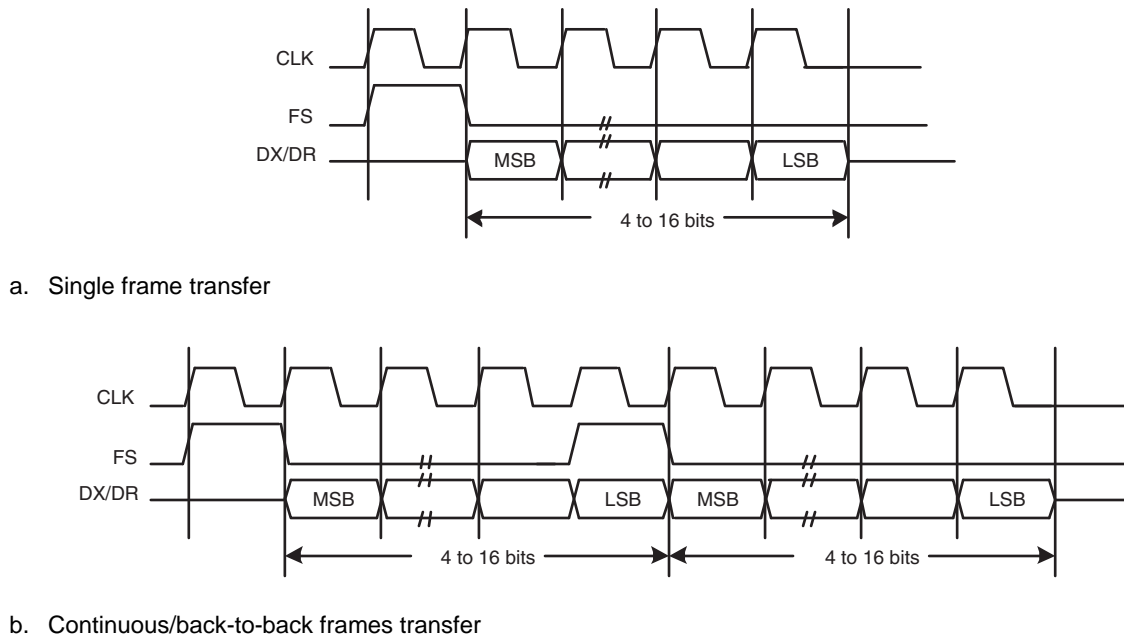 CLK
FS
DX/DR
MSB
LSB
4 to 16 bits
a. Single frame transfer
CLK
FS
DX/DR
MSB
LSB
MSB
LSB
4 to 16 bits
4 to 16 bits
b. Continuous/back-to-back frames transfer